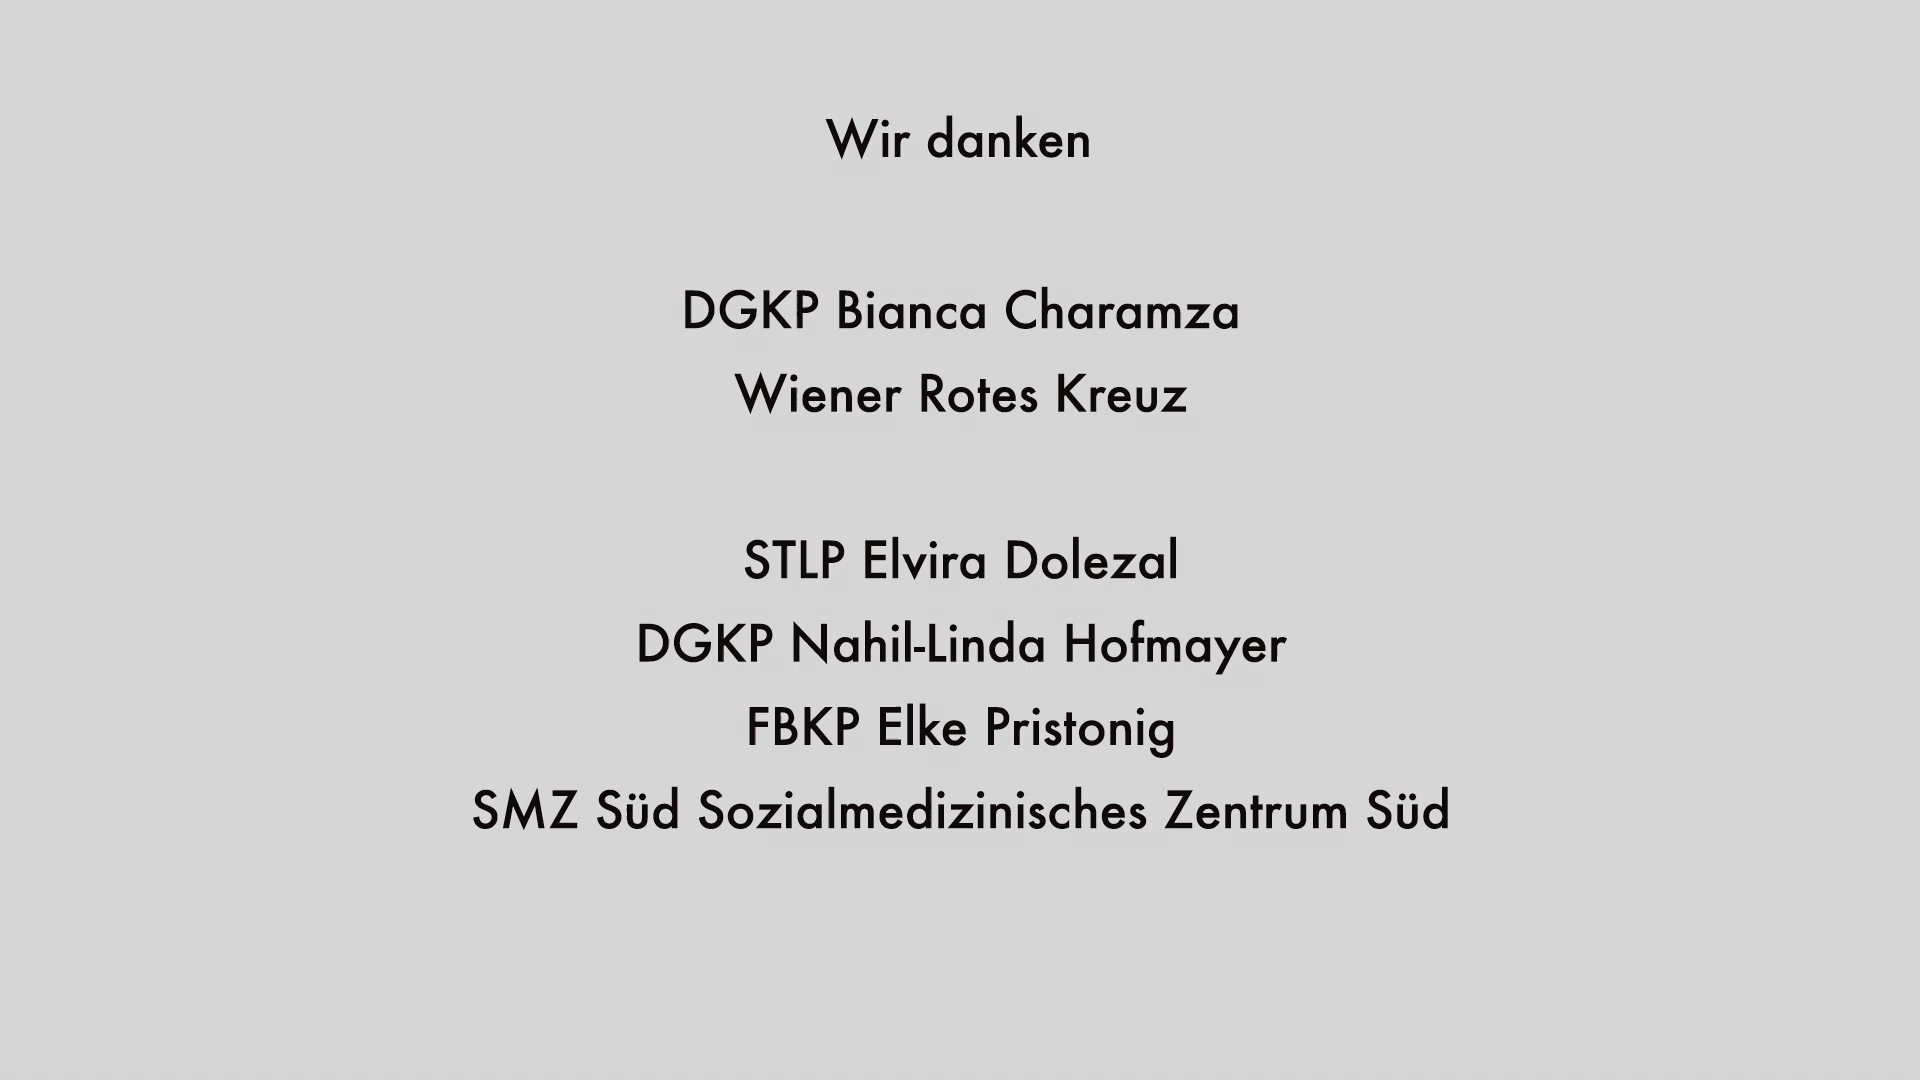 Wir danken
DGKP Bianca Charamza
Wiener Rotes Kreuz
STLP Elvira Dolezal
DGKP Nahil-Linda Hofmayer
FBKP Elke Pristonig
SMZ Süd Sozialmedizinisches Zentrum Süd